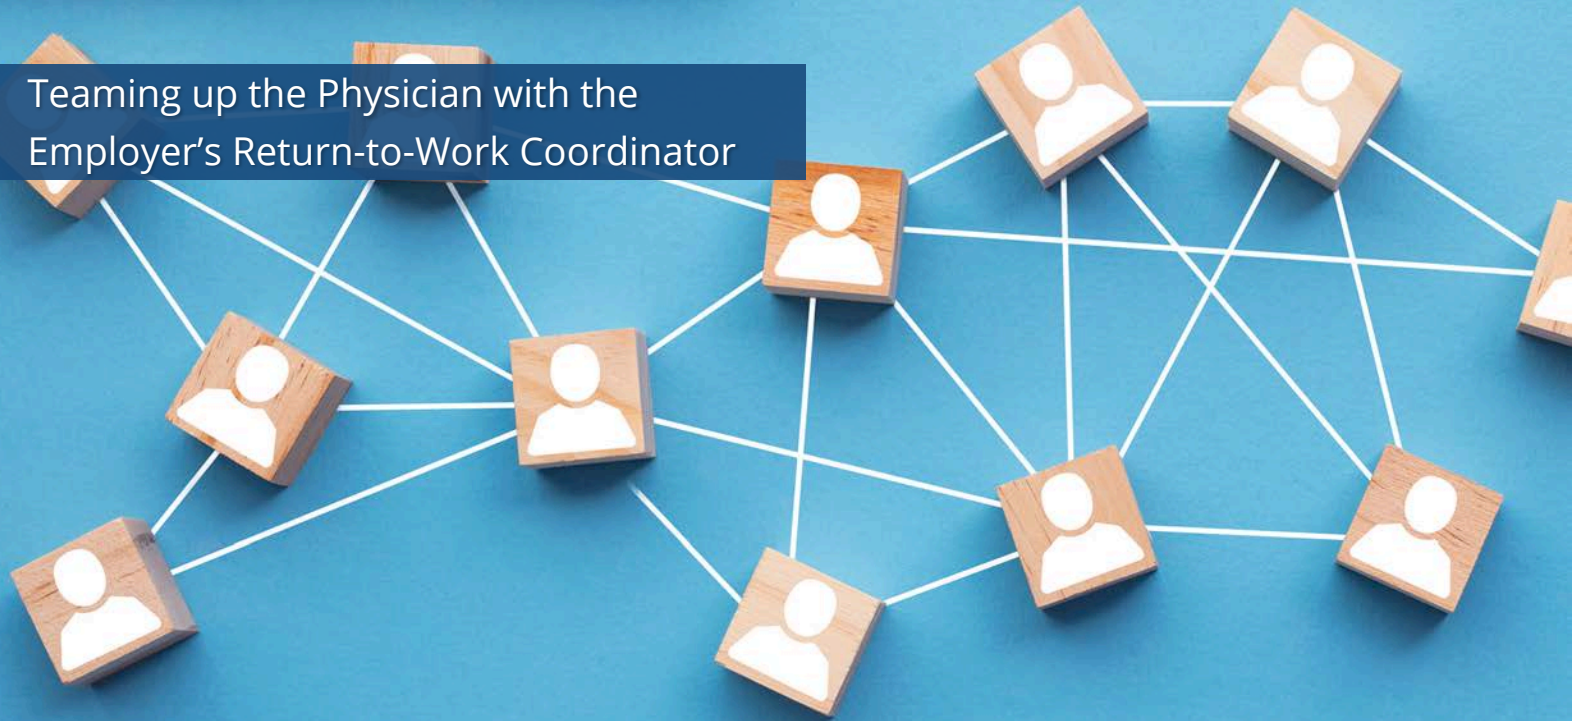 Teaming up the Physician with the
Employer’s Return-to-Work Coordinator